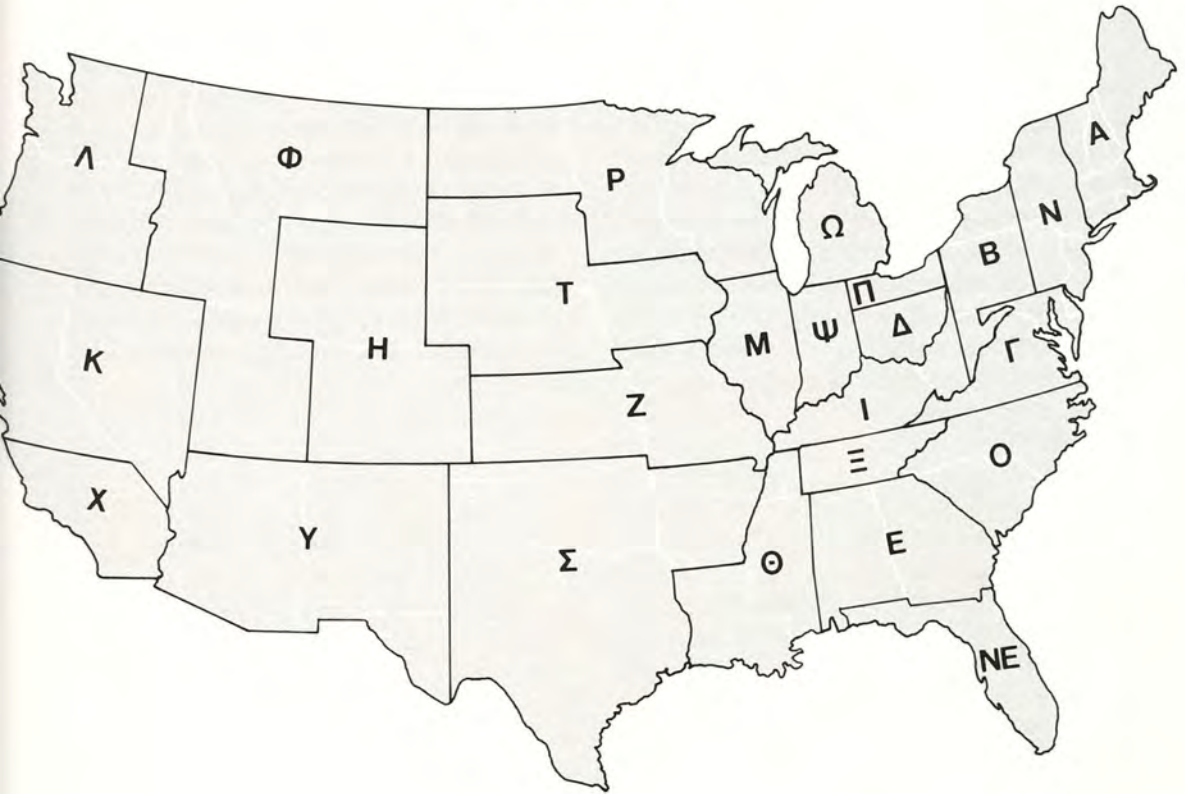 Λ
Φ
Ρ
Α
Ω
Ν
Β
Τ
Π
Κ
Η
Μ
Ψ
Δ
Γ
Ζ
Ι
Χ
Ξ
Ο
Υ
Σ
Θ
Ε
ΝΕ